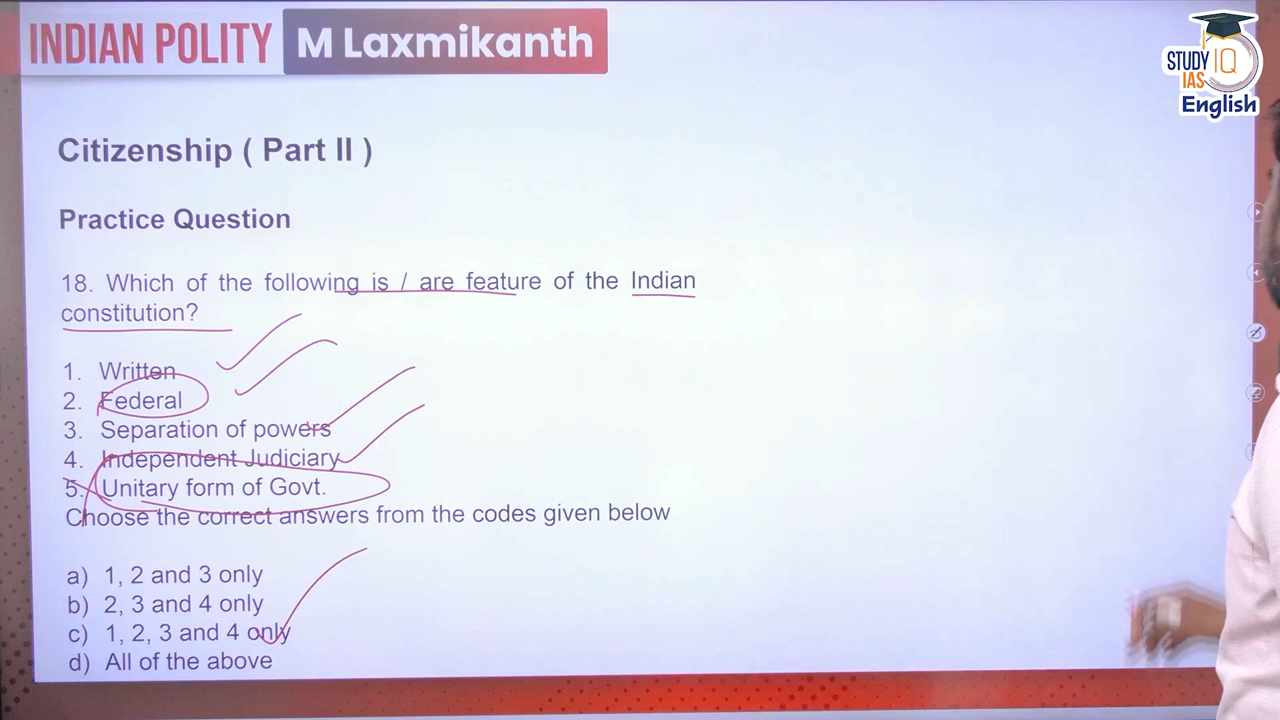 INDIAN POLITY M Laxmikanth
STUDY IQ
IAS
English
Citizenship ( Part II )
Practice Question
18. Which of the following is / are feature of the Indian
constitution?
1. Written
2. Federal
3. Separation of powers
4. Independent Judiciary
5. Unitary form of Govt.
Choose the correct answers from the codes given below
a) 1, 2 and 3 only
b) 2, 3 and 4 only
c) 1, 2, 3 and 4 only
d) All of the above